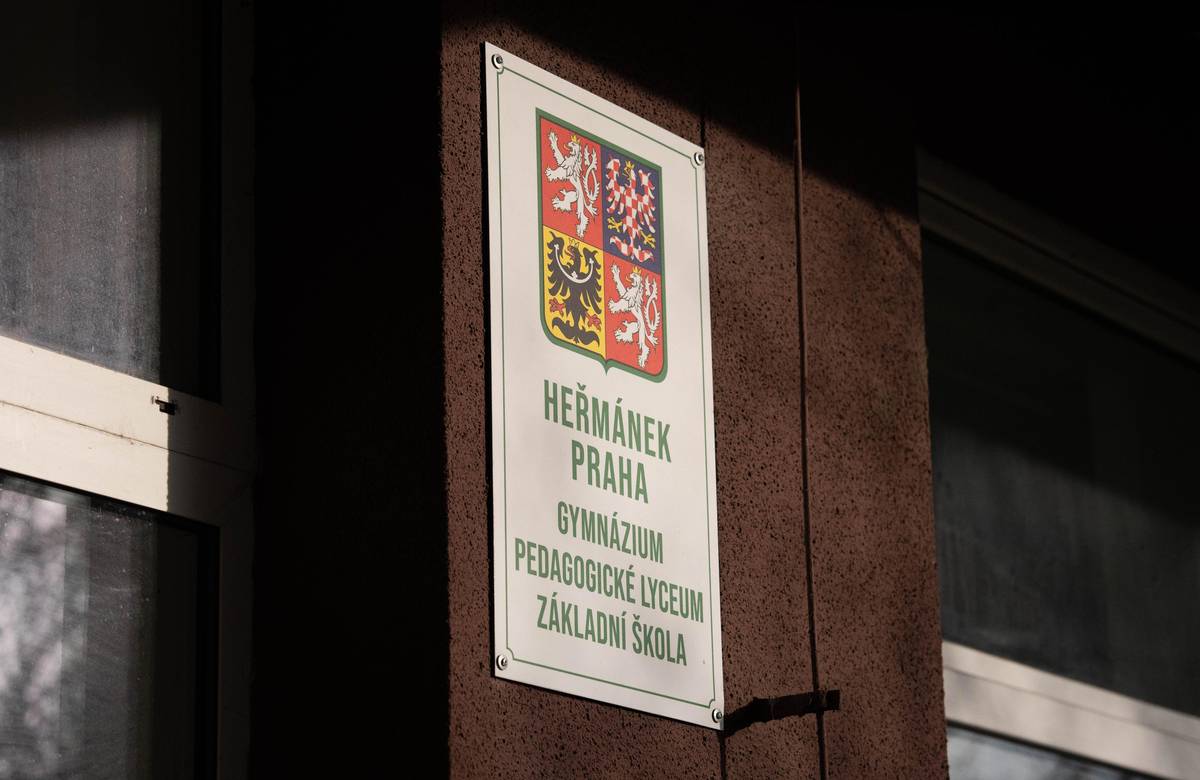 HEŘMÁNEK
PRAHA
GYMNÁZIUM
PEDAGOGICKÉ LYCEUM
ZÁKLADNÍ ŠKOLA